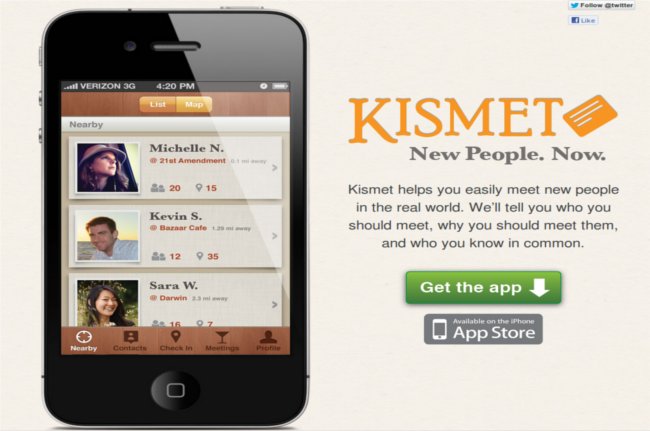 Follow @twitter
Like
VERIZON 3G 4:20 PM
List Map
Nearby
Michelle N.
@ 21st Amendment 0.1 mi away
20 15
Kevin S.
@ Bazaar Cafe 1.29 mi away
12 35
Sara W.
@ Darwin 2.3 mi away
16 7
Nearby Contacts Check In Meetings Profile
KISMET
New People. Now.
Kismet helps you easily meet new people
in the real world. We'll tell you who you
should meet, why you should meet them,
and who you know in common.
Get the app
Available on the iPhone
App Store